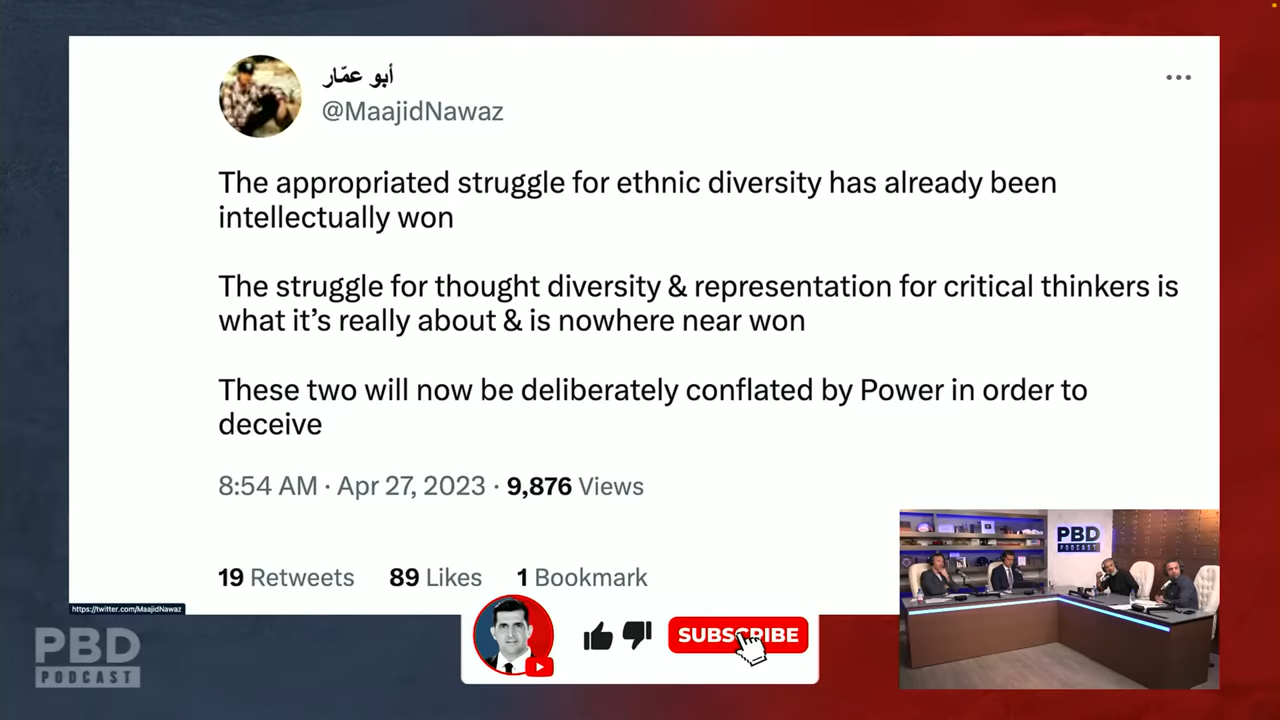 أبو عمّار
@MaajidNawaz
The appropriated struggle for ethnic diversity has already been
intellectually won
The struggle for thought diversity & representation for critical thinkers is
what it’s really about & is nowhere near won
These two will now be deliberately conflated by Power in order to
deceive
8:54 AM · Apr 27, 2023 · 9,876 Views
19 Retweets 89 Likes 1 Bookmark
https://twitter.com/MaajidNawaz
PBD
PODCAST
SUBSCRIBE
PBD
PODCAST